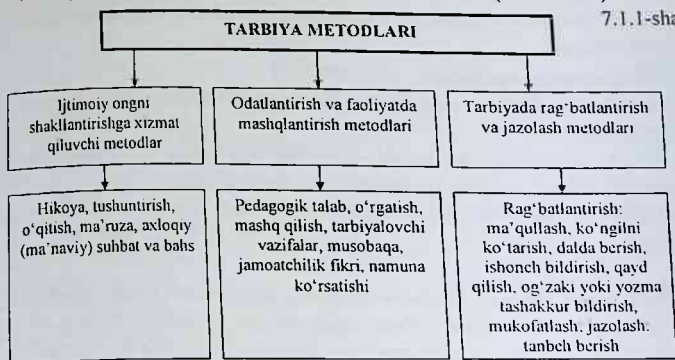 7.1.1-sha
TARBIYA METODLARI
Ijtimoiy ongni
shakllantirishga xizmat
qiluvchi metodlar
Odatlantirish va faoliyatda
mashqlantirish metodlari
Tarbiyada rag‘batlantirish
va jazolash metodları
Hikoya, tushuntirish,
o‘qitish, ma’ruza, axloqiy
(ma’naviy) suhbat va bahs
Pedagogik talab, o‘rgatish,
mashq qilish, tarbiyalovchi
vazifalar, musobaqa,
jamoatchilik fikri, namuna
ko‘rsatishi
Rag‘batlantirish:
ma’qullash, ko‘ngilni
ko‘tarish, dalda berish,
ishonch bildirish, qayd
qilish, og‘zaki yoki yozma
tashakkur bildirish,
mukofatlash. jazolash:
tanbeh berish